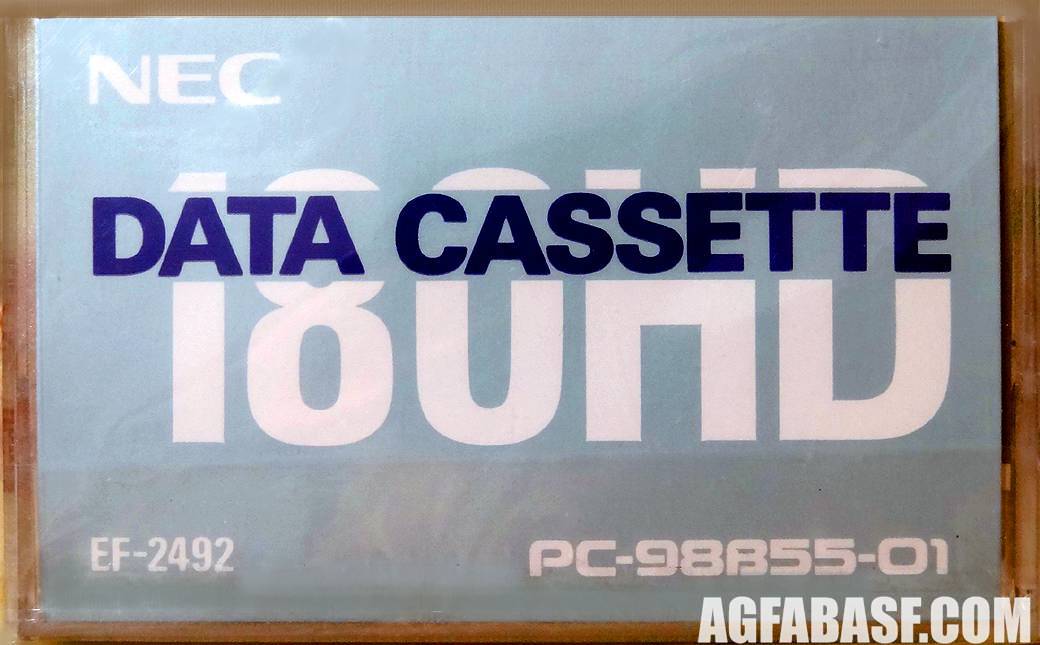 NEC
180HD
DATA CASSETTE
EF-2492
PC-98B55-01
AGFABASF.COM